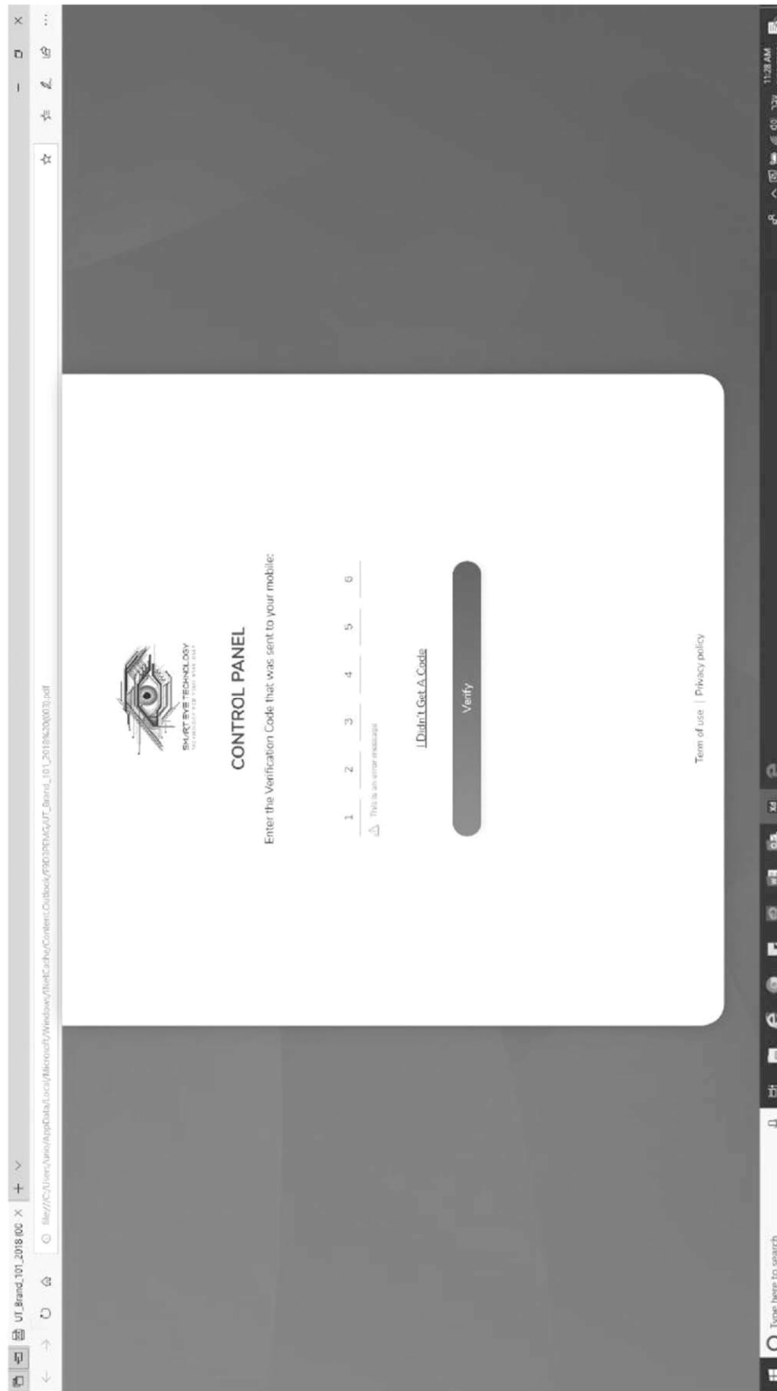 UT_Brand_101_2018 (00
SMART EYE TECHNOLOGY
CONTROL PANEL
Enter the Verification Code that was sent to your mobile:
1 2 3 4 5 6
This is an error message
I Didn't Get A Code
Verify
Term of use | Privacy policy
Type here to search
11:28 AM